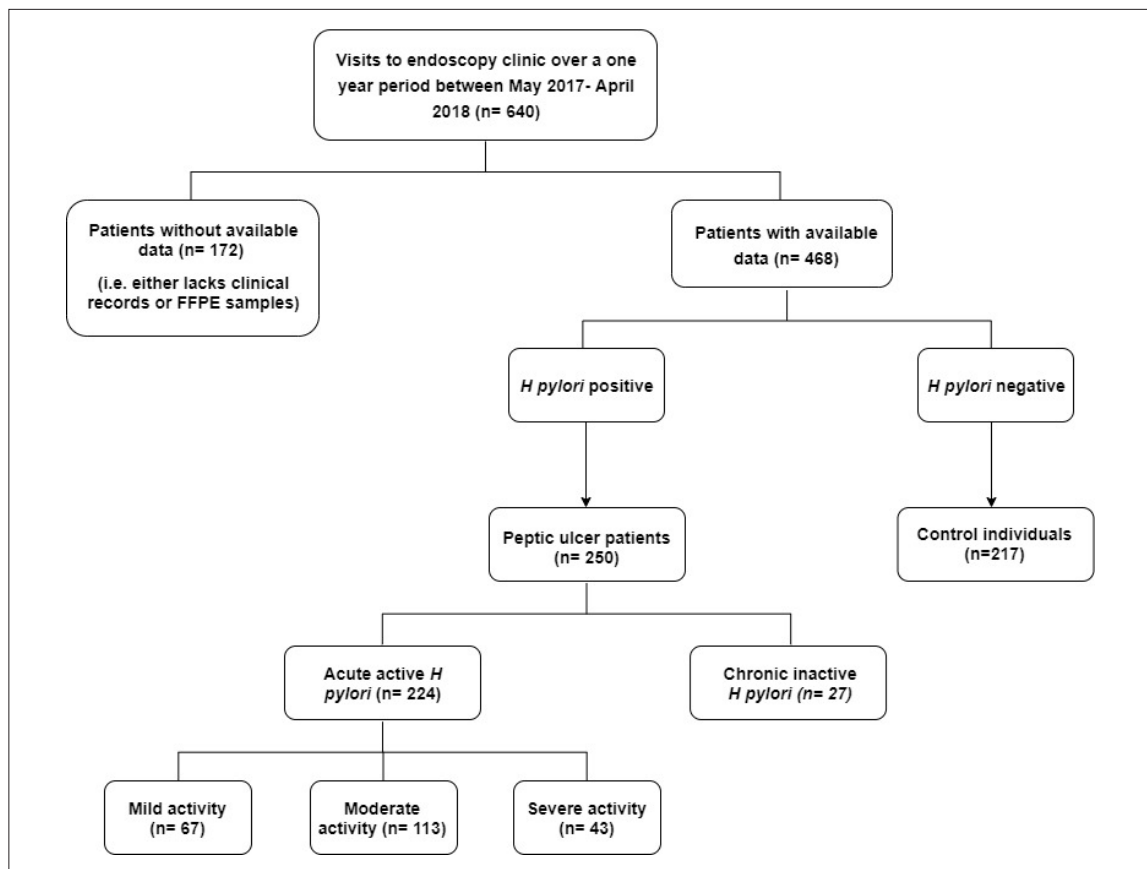 Visits to endoscopy clinic over a one
year period between May 2017- April
2018 (n= 640)
Patients without available
data (n= 172)
(i.e. either lacks clinical
records or FFPE samples)
Patients with available
data (n= 468)
H pylori positive
H pylori negative
Peptic ulcer patients
(n= 250)
Control individuals
(n=217)
Acute active H
pylori (n= 224)
Chronic inactive
H pylori (n= 27)
Mild activity
(n= 67)
Moderate
activity (n= 113)
Severe activity
(n= 43)